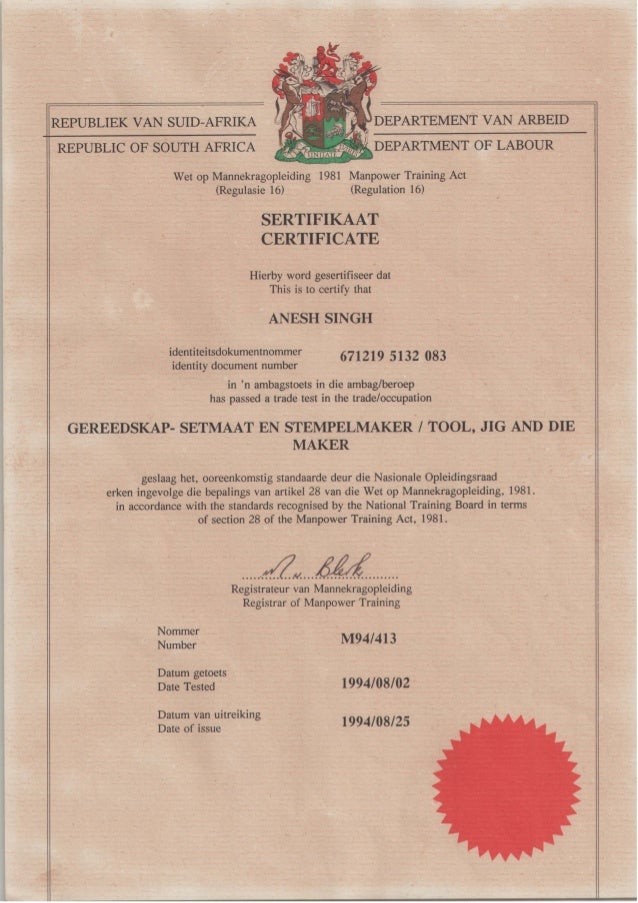 REPUBLIEK VAN SUID-AFRIKA
DEPARTEMENT VAN ARBEID
REPUBLIC OF SOUTH AFRICA
DEPARTMENT OF LABOUR
Wet op Mannekragopleiding 1981 Manpower Training Act
(Regulasie 16) (Regulation 16)
SERTIFIKAAT
CERTIFICATE
Hierby word gesertifiseer dat
This is to certify that
ANESH SINGH
identiteitsdokumentnommer
identity document number
671219 5132 083
in 'n ambagstoets in die ambag/beroep
has passed a trade test in the trade/occupation
GEREEDSKAP- SETMAAT EN STEMPELMAKER / TOOL, JIG AND DIE
MAKER
geslaag het, ooreenkomstig standaarde deur die Nasionale Opleidingsraad
erken ingevolge die bepalings van artikel 28 van die Wet op Mannekragopleiding, 1981.
in accordance with the standards recognised by the National Training Board in terms
of section 28 of the Manpower Training Act, 1981.
Registrateur van Mannekragopleiding
Registrar of Manpower Training
Nommer
Number
M94/413
Datum getoets
Date Tested
1994/08/02
Datum van uitreiking
Date of issue
1994/08/25